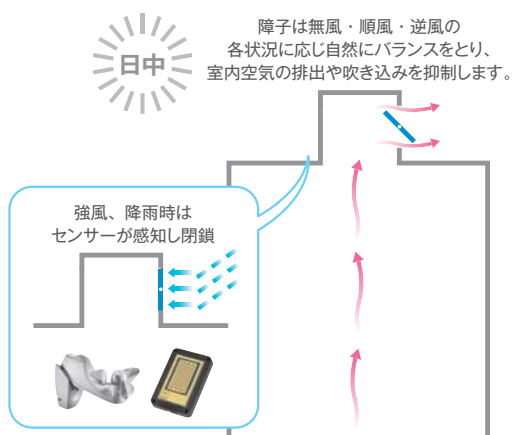 日中
障子は無風・順風・逆風の
各状況に応じ自然にバランスをとり、
室内空気の排出や吹き込みを抑制します。
強風、降雨時は
センサーが感知し閉鎖